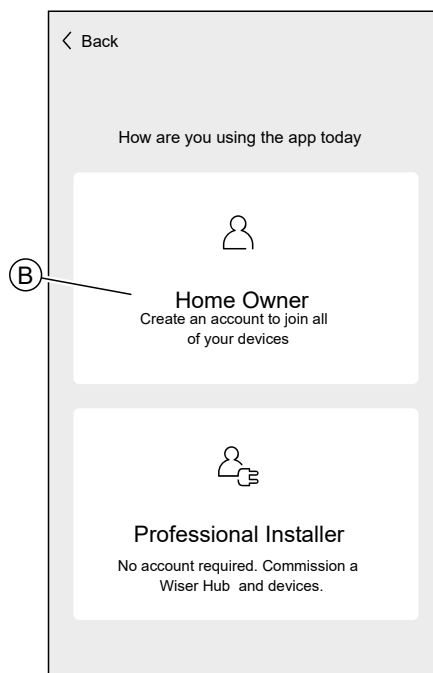 Back
How are you using the app today
B
Home Owner
Create an account to join all
of your devices
Professional Installer
No account required. Commission a
Wiser Hub and devices.